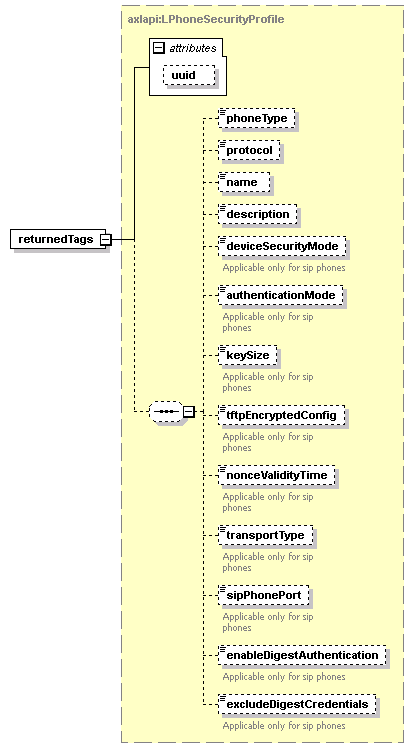 axlapi:LPhoneSecurityProfile
attributes
uuid
phoneType
protocol
name
description
returnedTags
deviceSecurityMode
Applicable only for sip phones
authenticationMode
Applicable only for sip
phones
keySize
Applicable only for sip
phones
tftpEncryptedConfig
Applicable only for sip
phones
nonceValidityTime
Applicable only for sip
phones
transportType
Applicable only for sip
phones
sipPhonePort
Applicable only for sip
phones
enableDigestAuthentication
Applicable only for sip phones
excludeDigestCredentials
Applicable only for sip phones